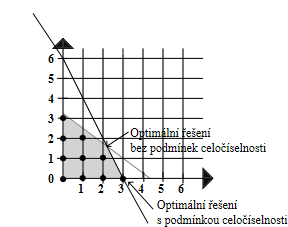 6
5
4
3
Optimální řešení
2
bez podmínek celočíselnosti
1
0
1 2 3 4 5 6
Optimální řešení
s podmínkou celočíselnosti